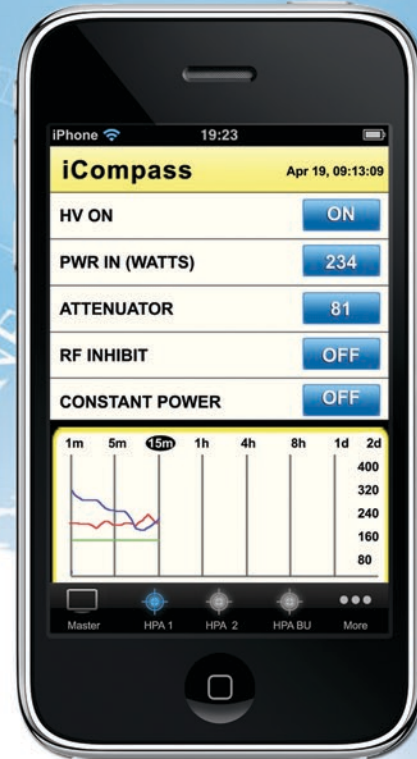 iPhone 19:23
iCompass Apr 19, 09:13:09
HV ON ON
PWR IN (WATTS) 234
ATTENUATOR 81
RF INHIBIT OFF
CONSTANT POWER OFF
1m 5m 15m 1h 4h 8h 1d 2d
400
320
240
160
80
Master HPA 1 HPA 2 HPA BU More